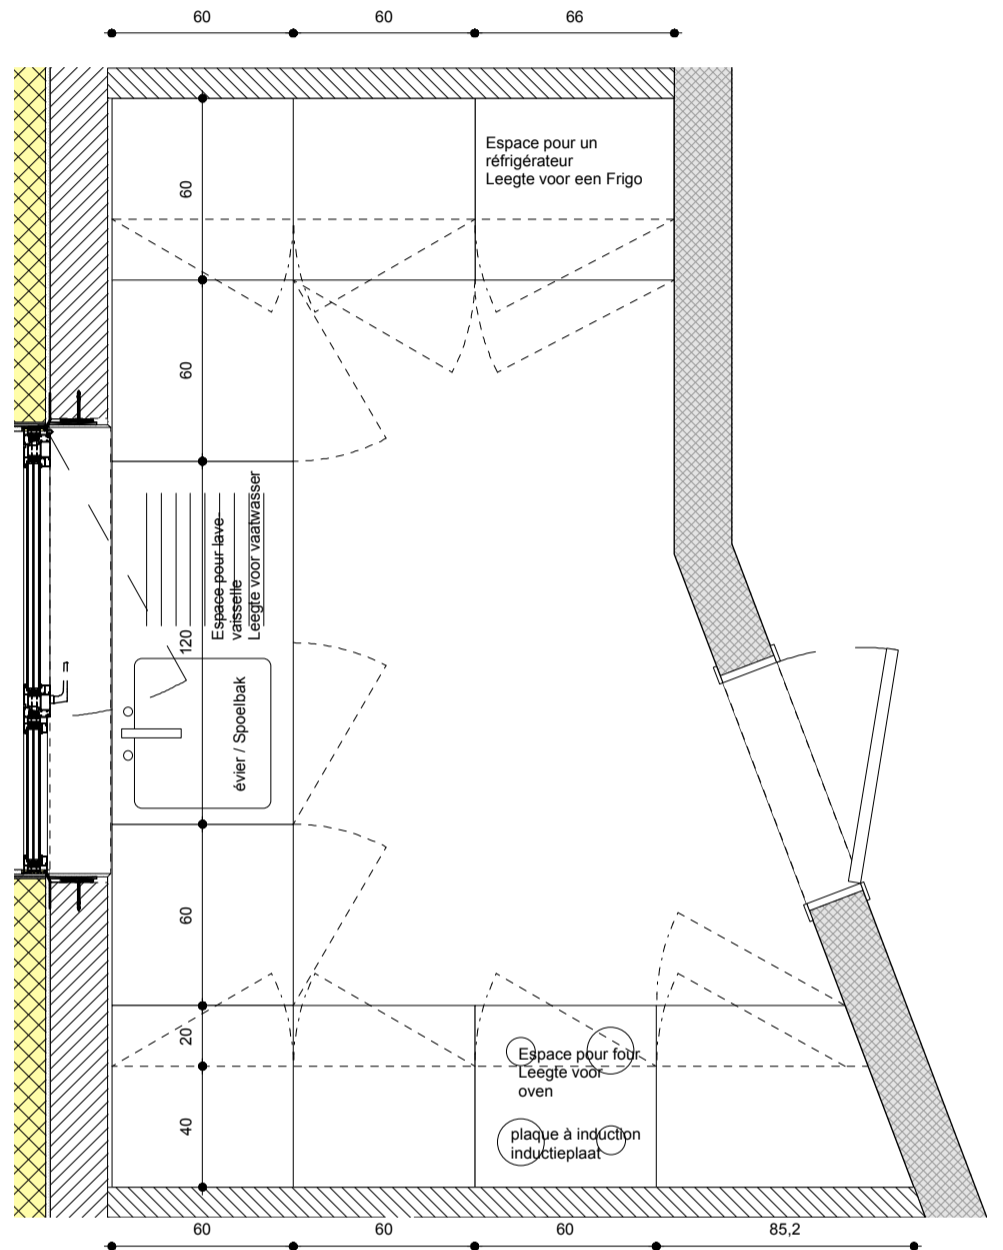 60
60
66
Espace pour un
réfrigérateur
Leegte voor een Frigo
60
60
Espace pour lave-
vaisselle
Leegte voor vaatwasser
120
évier / Spoelbak
60
20
Espace pour four
Leegte voor
oven
40
plaque à induction
inductieplaat
60
60
60
85,2